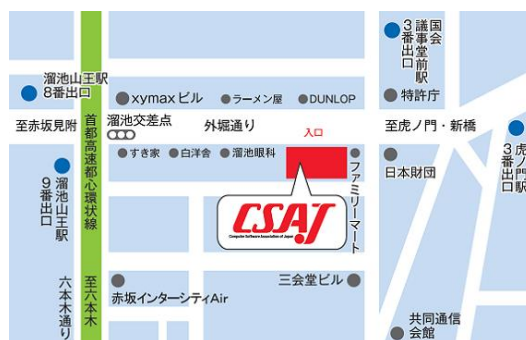 溜池山王駅
8番出口
xymax ビル
ラーメン屋
DUNLOP
国会
議事堂前駅
3番出口
特許庁
至赤坂見附
首都高速都心環状線
溜池交差点
外堀通り
入口
至虎ノ門・新橋
虎ノ門駅
3番出口
すき家
白洋舎
溜池眼科
ファミリーマート
日本財団
溜池山王駅
9番出口
CSAJ
Computer Software Association of Japan
六本木通り
至六本木
赤坂インターシティAir
三会堂ビル
共同通信
会館